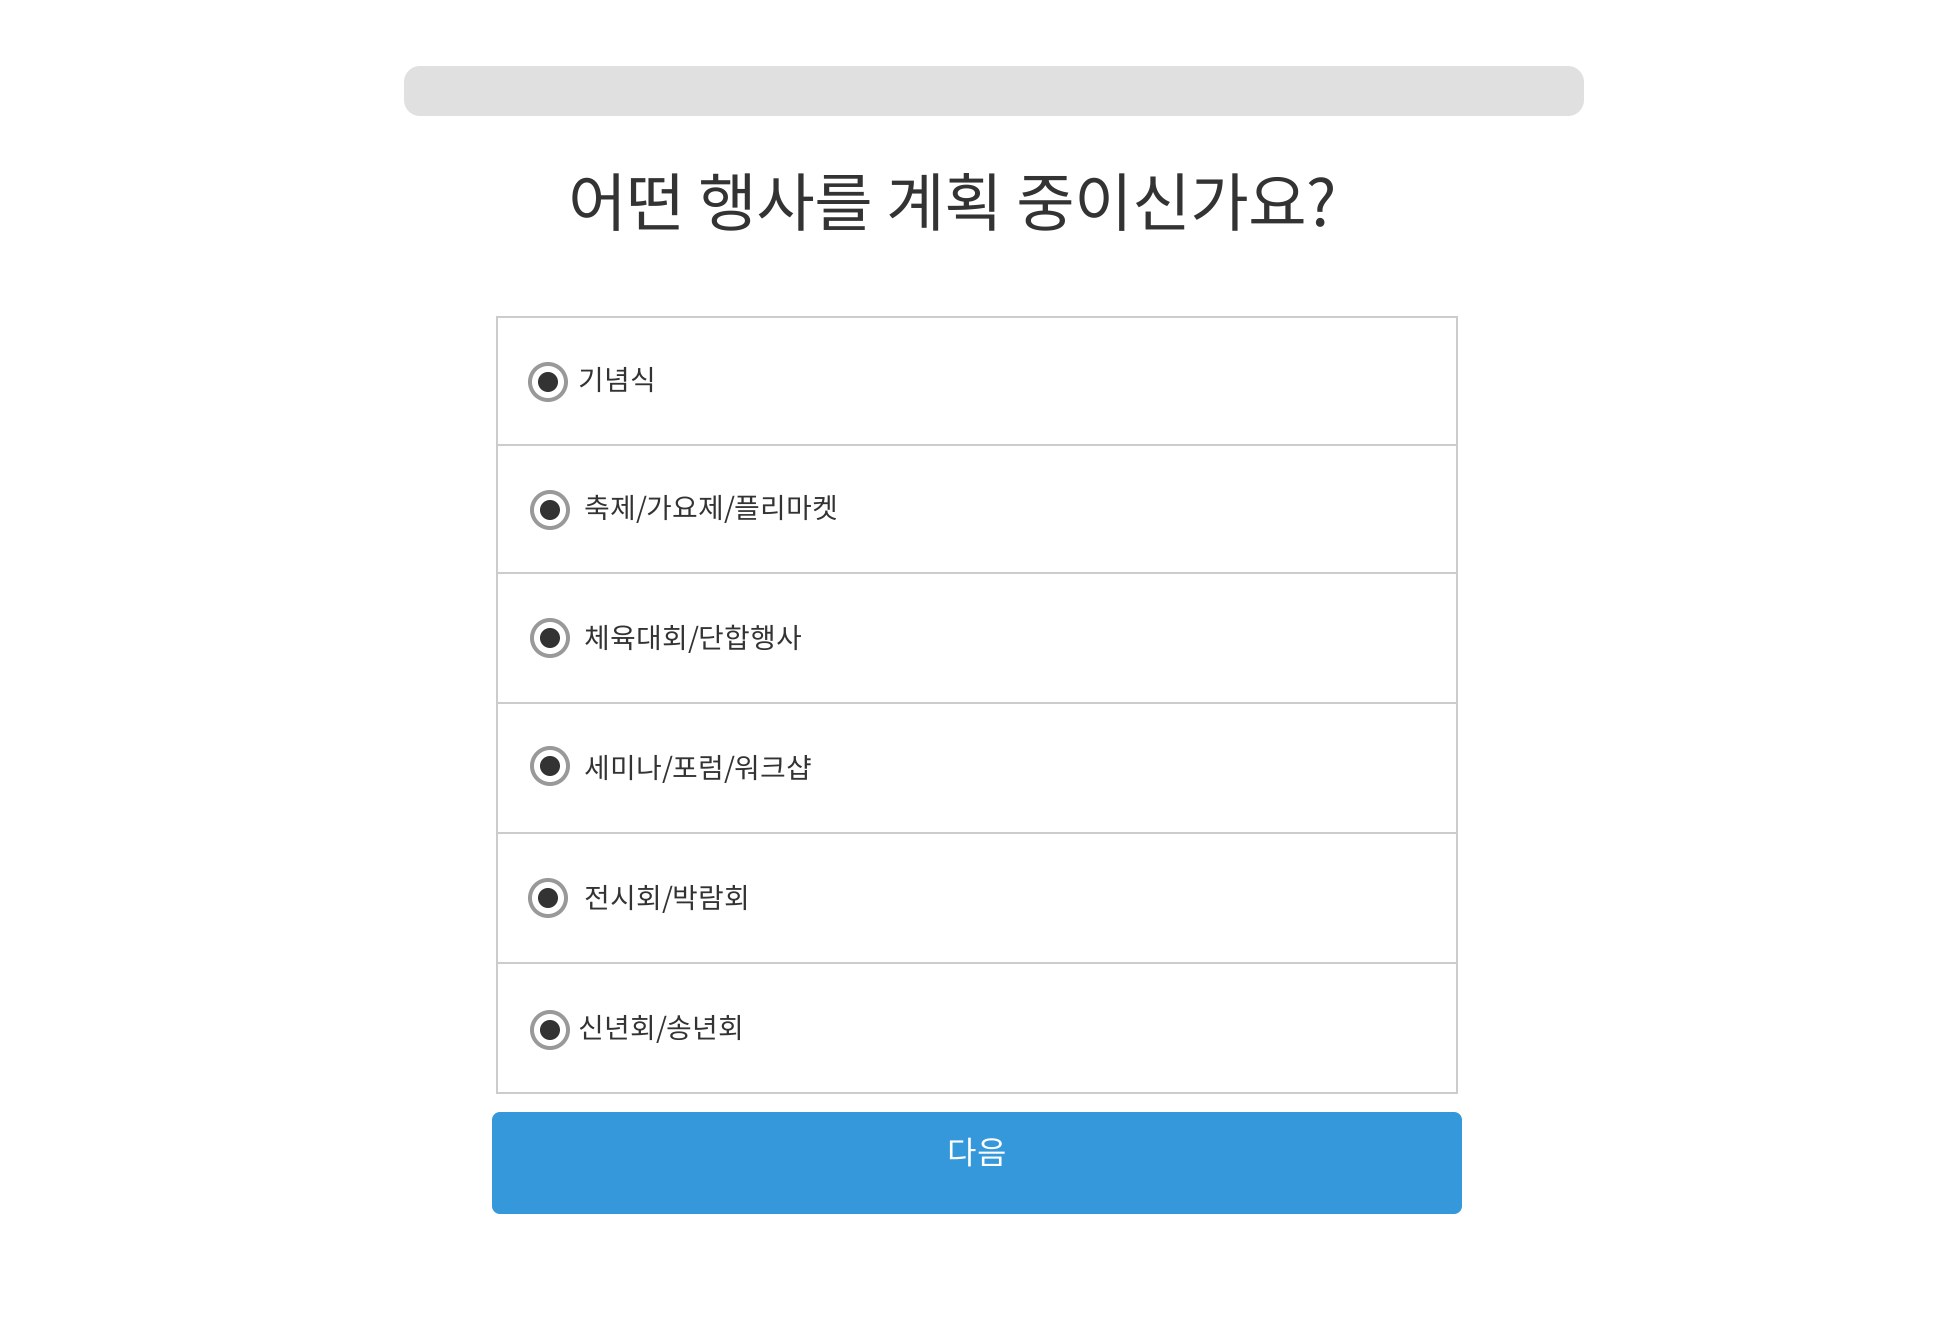 어떤 행사를 계획 중이신가요?
기념식
축제/가요제/플리마켓
체육대회/단합행사
세미나/포럼/워크샵
전시회/박람회
신년회/송년회
다음